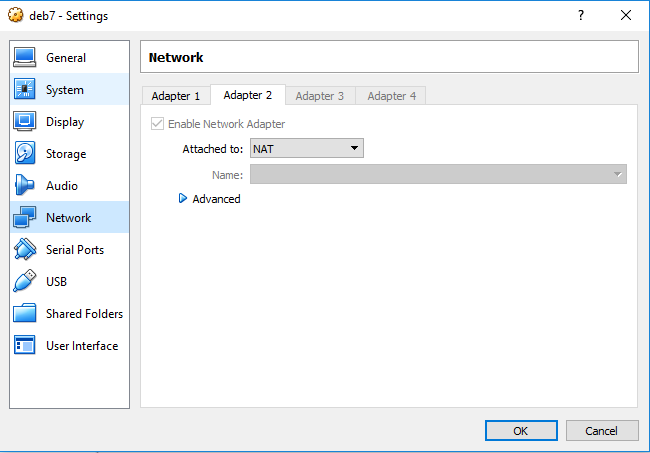 deb7 - Settings
?
General
System
Display
Storage
Audio
Network
Serial Ports
USB
Shared Folders
User Interface
Network
Adapter 1 Adapter 2 Adapter 3 Adapter 4
Enable Network Adapter
Attached to: NAT
Name:
Advanced
OK Cancel